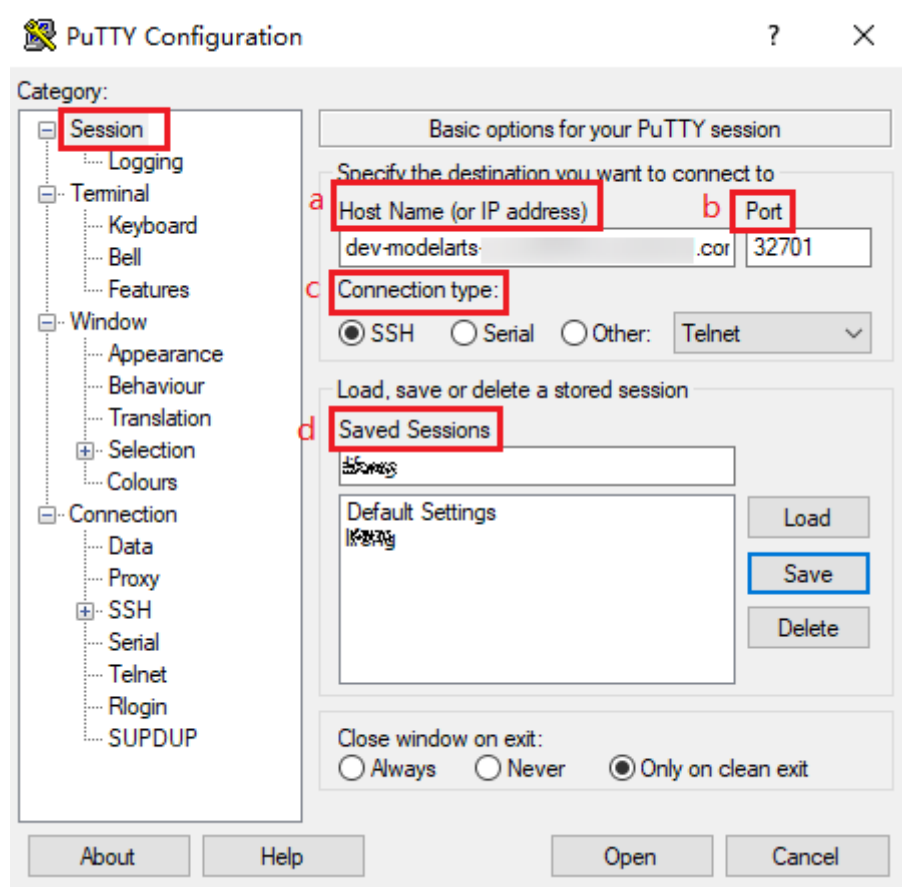 PuTTY Configuration ? ×
Category:
Session
Logging
Terminal
Keyboard
Bell
Features
Window
Appearance
Behaviour
Translation
Selection
Colours
Connection
Data
Proxy
SSH
Serial
Telnet
Rlogin
SUPDUP
Basic options for your PuTTY session
Specify the destination you want to connect to
a Host Name (or IP address) b Port
dev-modelarts- .cor 32701
c Connection type:
SSH Serial Other: Telnet
Load, save or delete a stored session
d Saved Sessions
Default Settings
Load
Save
Delete
Close window on exit:
Always Never Only on clean exit
About Help Open Cancel